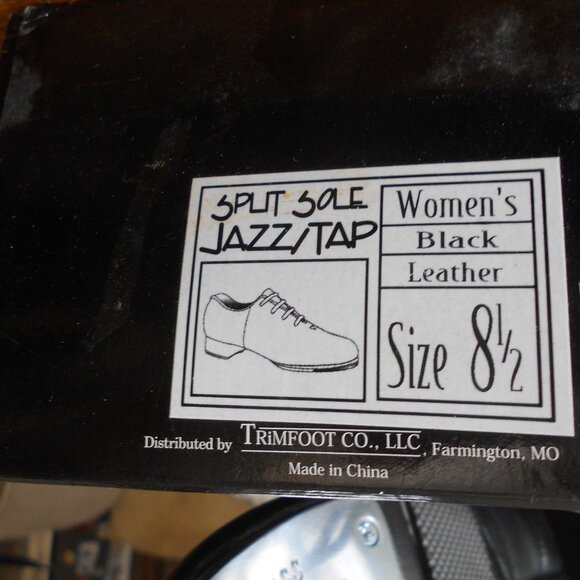 SPLIT SOLE
JAZZ/TAP
Women's
Black
Leather
Size 8½
Distributed by TRiMFOOT CO., LLC, Farmington, MO
Made in China